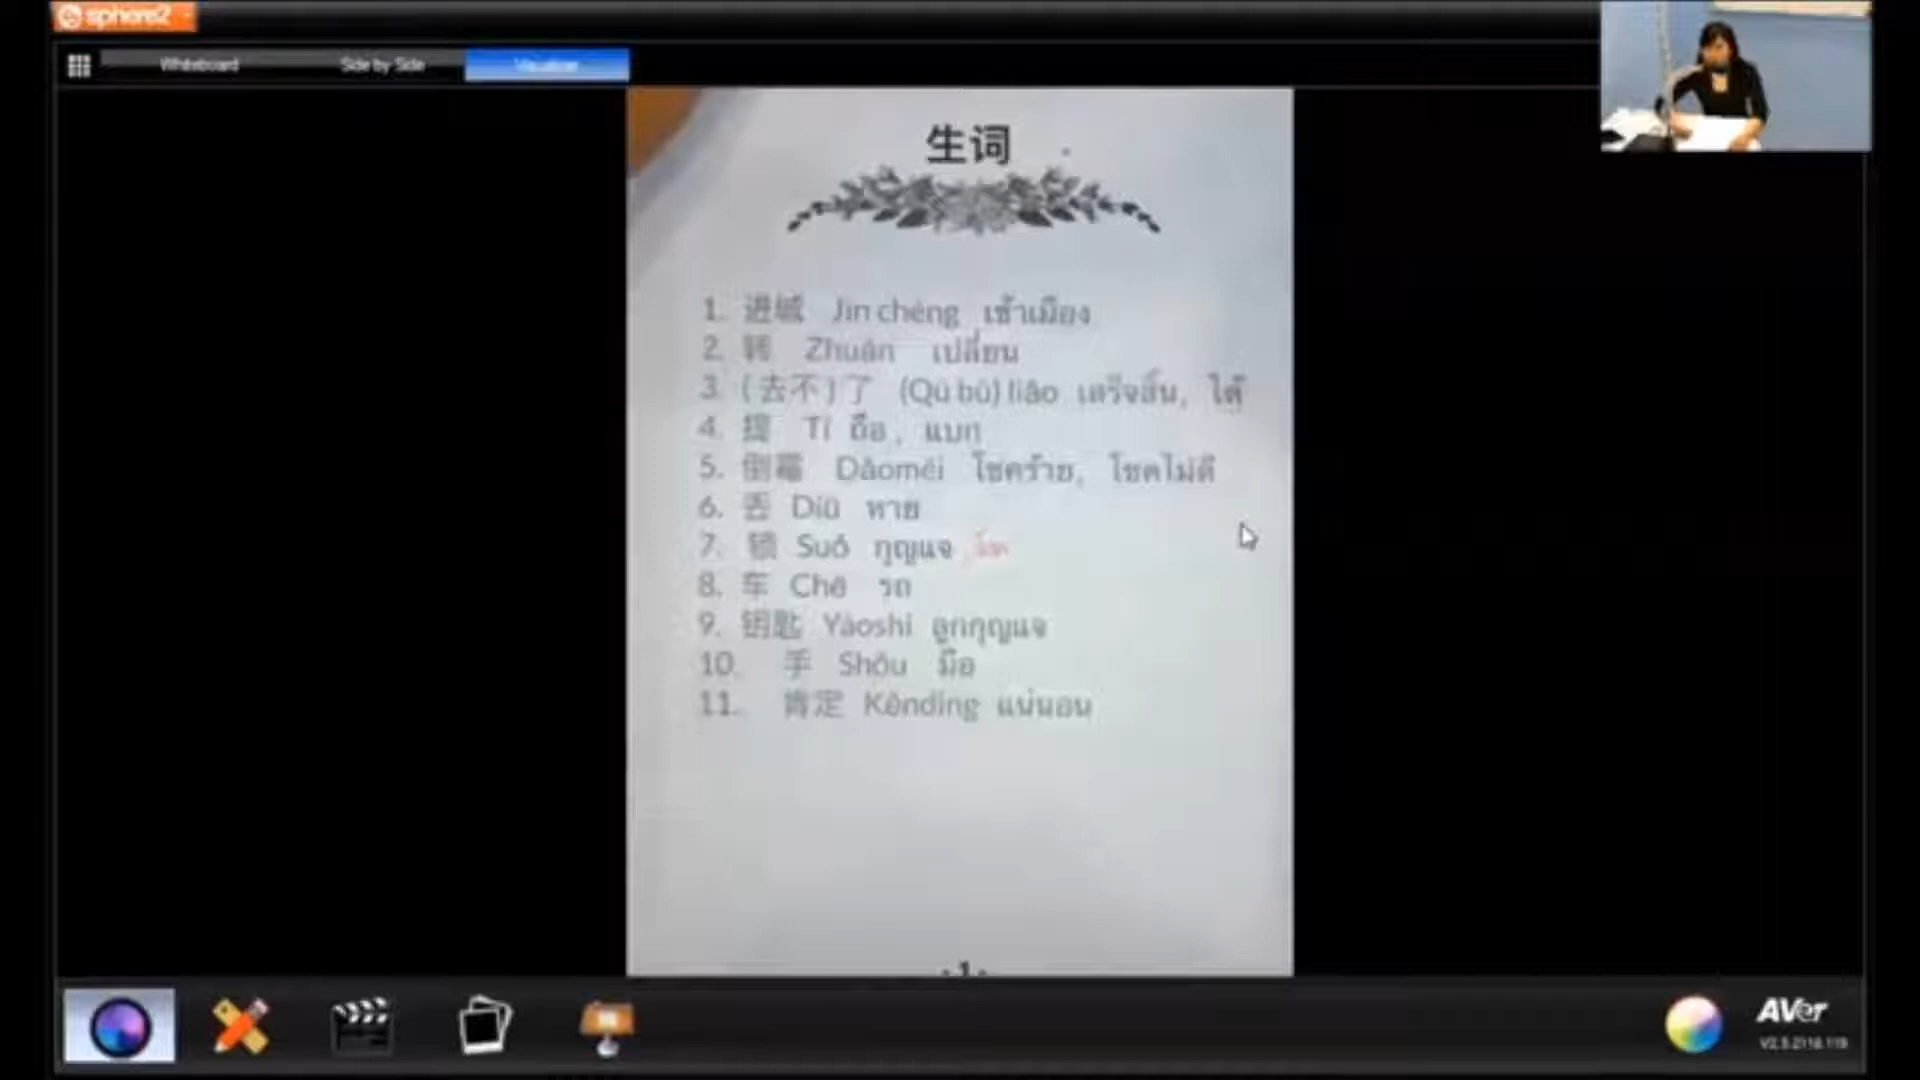 sphere2
Whiteboard Side by Side Visualizer
生词
1. 进城 Jìn chéng เข้าเมือง
2. 转 Zhuǎn เปลี่ยน
3. (去不)了 (Qù bù) liǎo เสร็จสิ้น, ได้
4. 提 Tí ถือ, แบก
5. 倒霉 Dǎoméi โชคร้าย, โชคไม่ดี
6. 丢 Diū หาย
7. 锁 Suǒ กุญแจ
8. 车 Chē รถ
9. 钥匙 Yàoshi ลูกกุญแจ
10. 手 Shǒu มือ
11. 肯定 Kěndìng แน่นอน
·1·
AVer